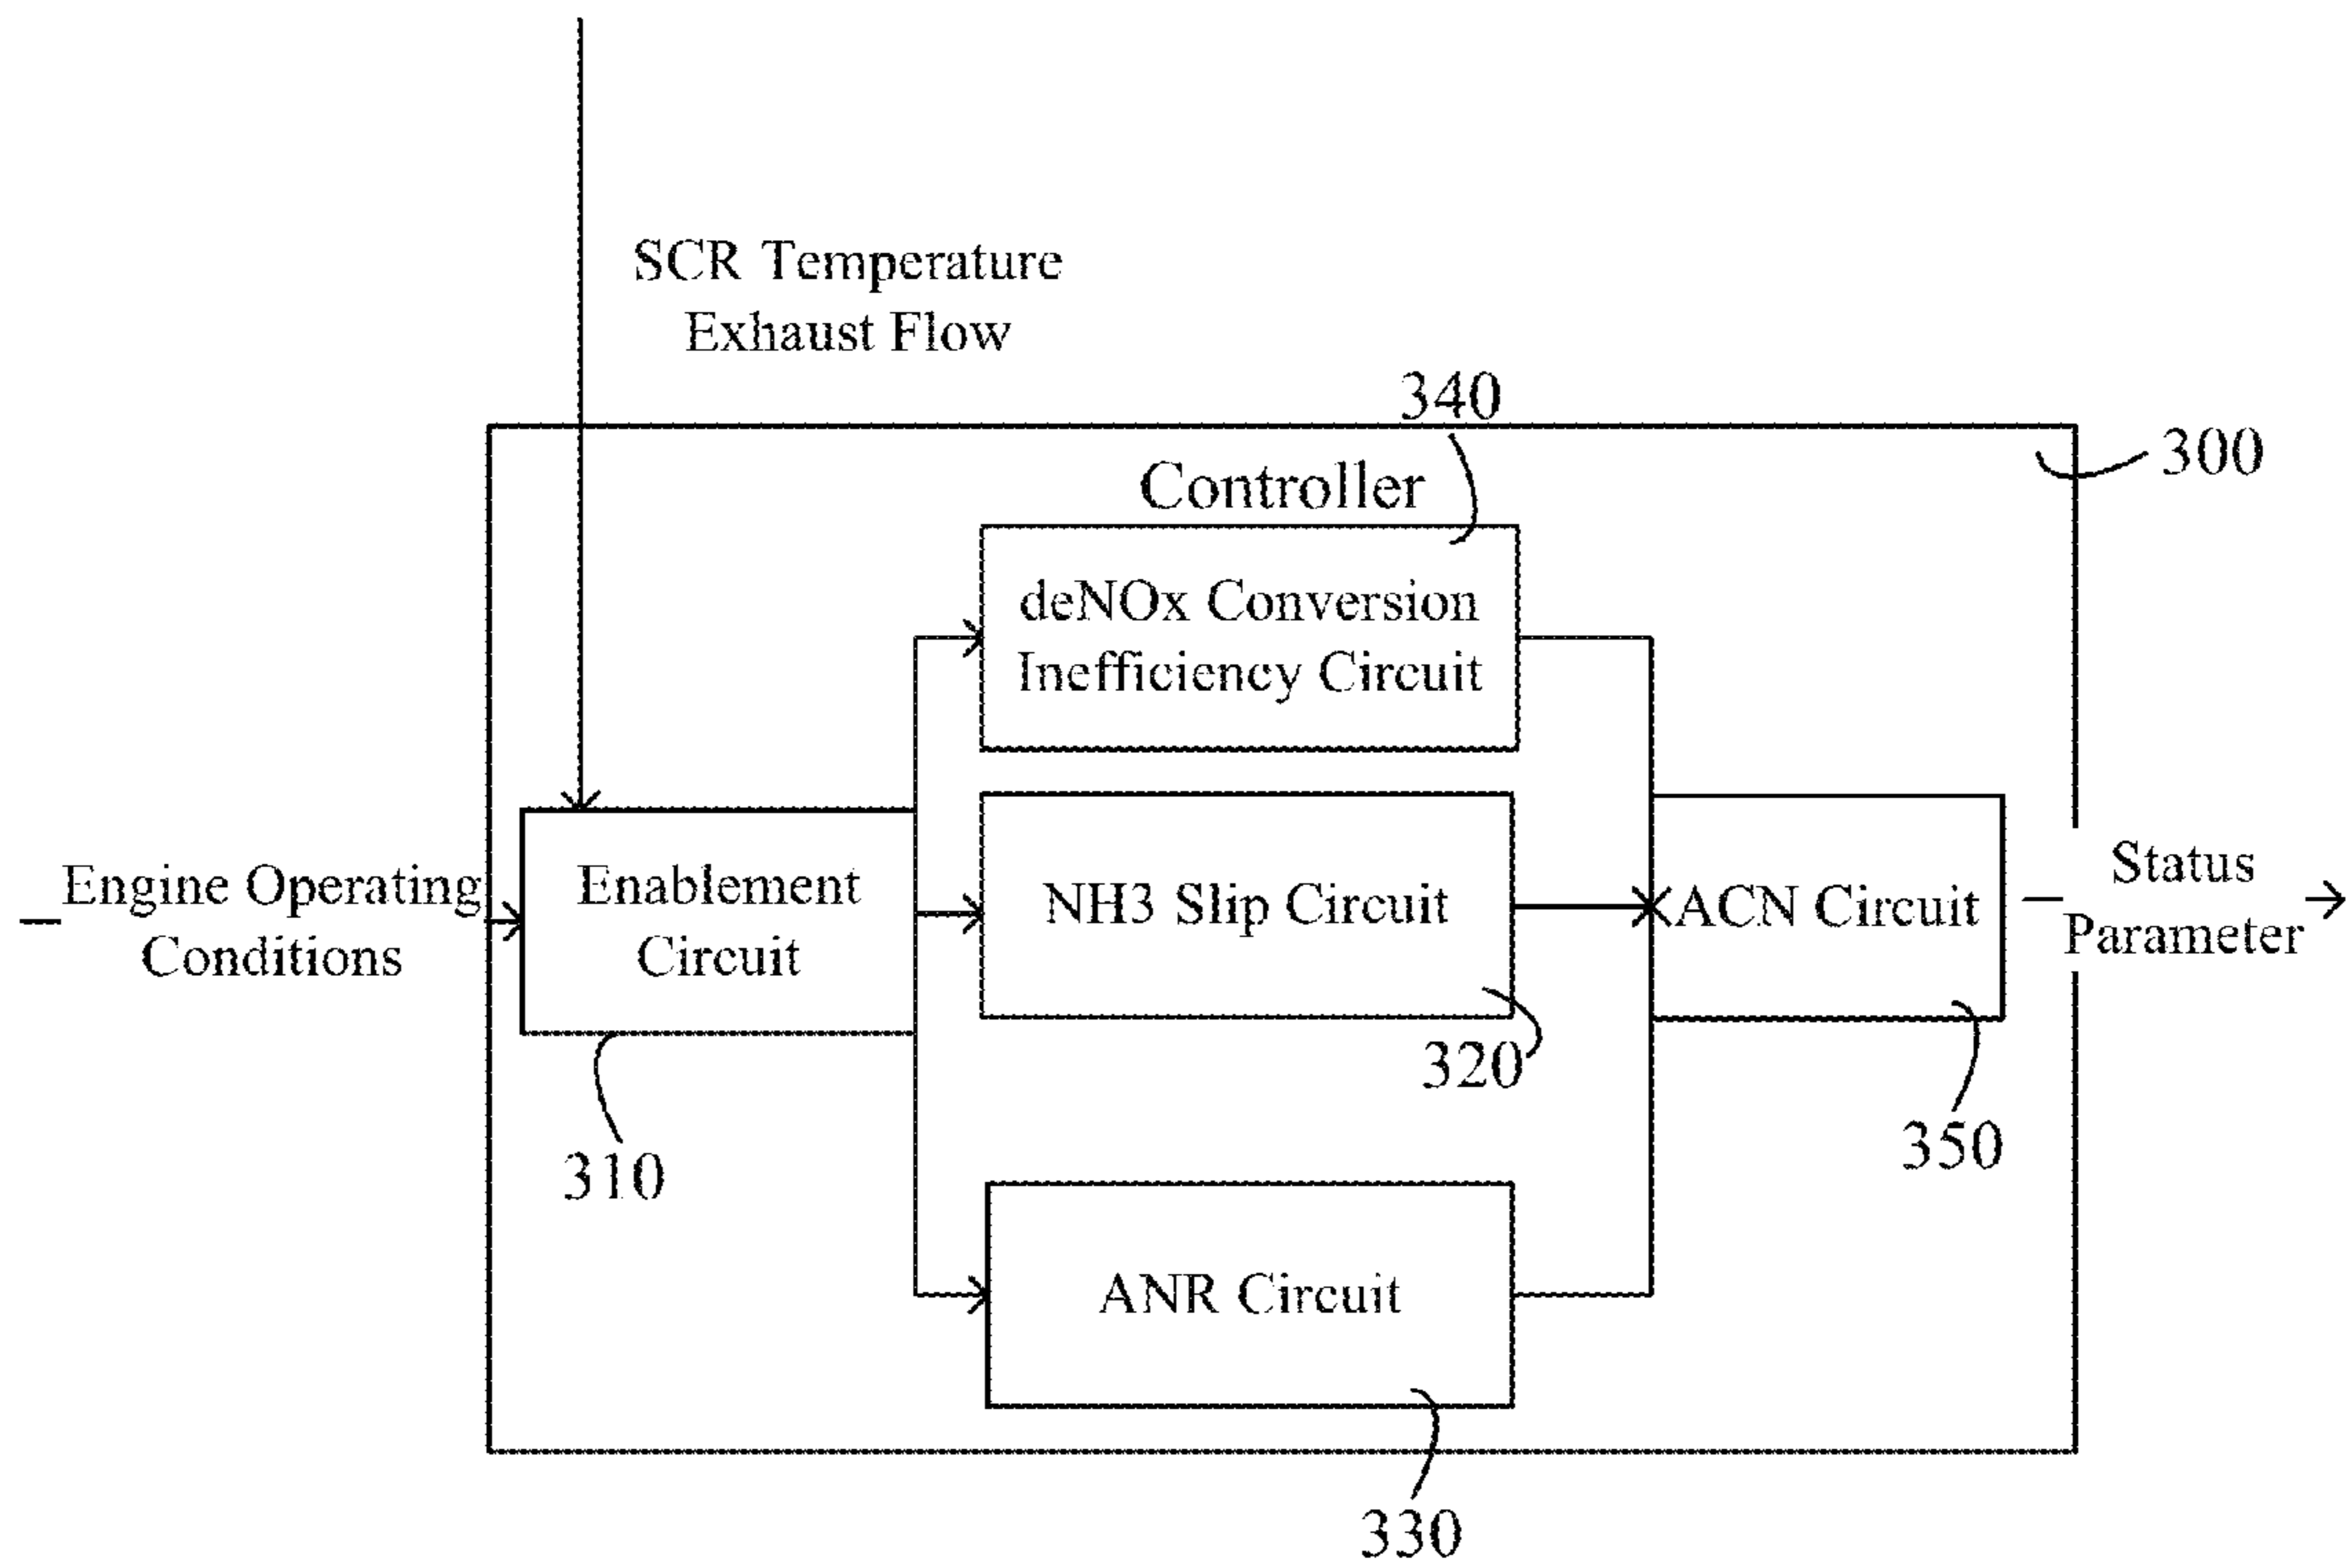 SCR Temperature
Exhaust Flow
340
300
Controller
deNOx Conversion
Inefficiency Circuit
Engine Operating
Conditions
Enablement
Circuit
NH3 Slip Circuit
ACN Circuit
Status
Parameter
320
350
310
ANR Circuit
330